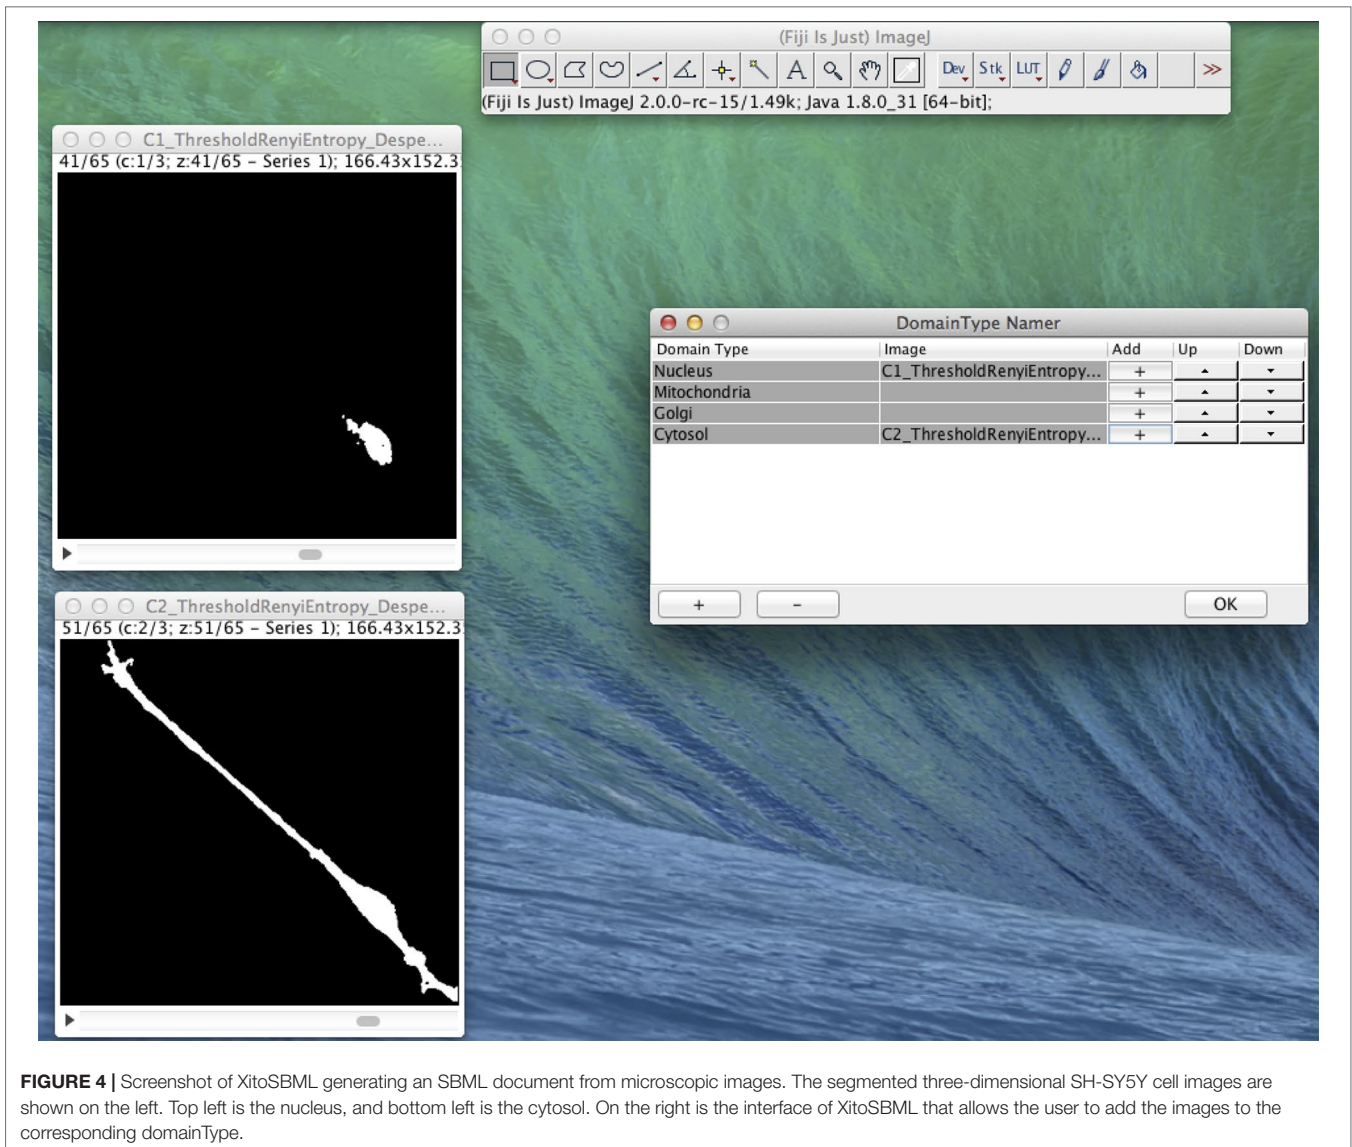 (Fiji Is Just) ImageJ
A
Dev Stk LUT >>
(Fiji Is Just) ImageJ 2.0.0-rc-15/1.49k; Java 1.8.0_31 [64-bit];
C1_ThresholdRenyiEntropy_Despe...
41/65 (c:1/3; z:41/65 - Series 1); 166.43x152.3
DomainType Namer
Domain Type Image Add Up Down
Nucleus C1_ThresholdRenyiEntropy... +
Mitochondria +
Golgi +
Cytosol C2_ThresholdRenyiEntropy... +
+ - OK
C2_ThresholdRenyiEntropy_Despe...
51/65 (c:2/3; z:51/65 - Series 1); 166.43x152.3
FIGURE 4 | Screenshot of XitoSBML generating an SBML document from microscopic images. The segmented three-dimensional SH-SY5Y cell images are
shown on the left. Top left is the nucleus, and bottom left is the cytosol. On the right is the interface of XitoSBML that allows the user to add the images to the
corresponding domainType.